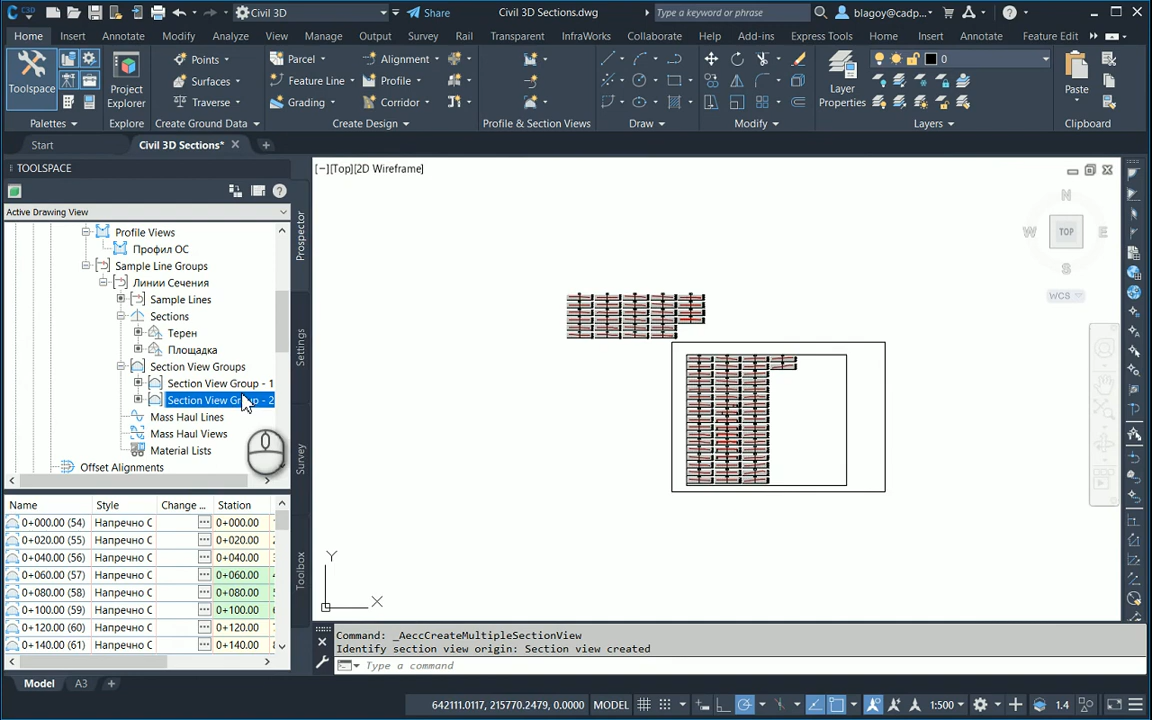 C3D Civil 3D Share Civil 3D Sections.dwg Type a keyword or phrase blagoy@cadp...
Home Insert Annotate Modify Analyze View Manage Output Survey Rail Transparent InfraWorks Collaborate Help Add-ins Express Tools Home Insert Annotate Feature Edit
Toolspace Project Explorer Points Surfaces Traverse Parcel Feature Line Grading Alignment Profile Corridor Layer Properties 0 Paste
Palettes Explore Create Ground Data Create Design Profile & Section Views Draw Modify Layers Clipboard
Start Civil 3D Sections*
TOOLSPACE
[−][Top][2D Wireframe]
Active Drawing View
Prospector
Settings
Survey
Toolbox
Profile Views
Профил ОС
Sample Line Groups
Линии Сечения
Sample Lines
Sections
Терен
Площадка
Section View Groups
Section View Group - 1
Section View Group - 2
Mass Haul Lines
Mass Haul Views
Material Lists
Offset Alignments
N
W TOP E
S
WCS
Name Style Change ... Station
0+000.00 (54) Напречно С ... 0+000.00
0+020.00 (55) Напречно С ... 0+020.00
0+040.00 (56) Напречно С ... 0+040.00
0+060.00 (57) Напречно С ... 0+060.00
0+080.00 (58) Напречно С ... 0+080.00
0+100.00 (59) Напречно С ... 0+100.00
0+120.00 (60) Напречно С ... 0+120.00
0+140.00 (61) Напречно С ... 0+140.00
Y
X
Command: _AeccCreateMultipleSectionView
Identify section view origin: Section view created
Type a command
Model A3
642111.0117, 215770.2479, 0.0000 MODEL 1:500 1.4